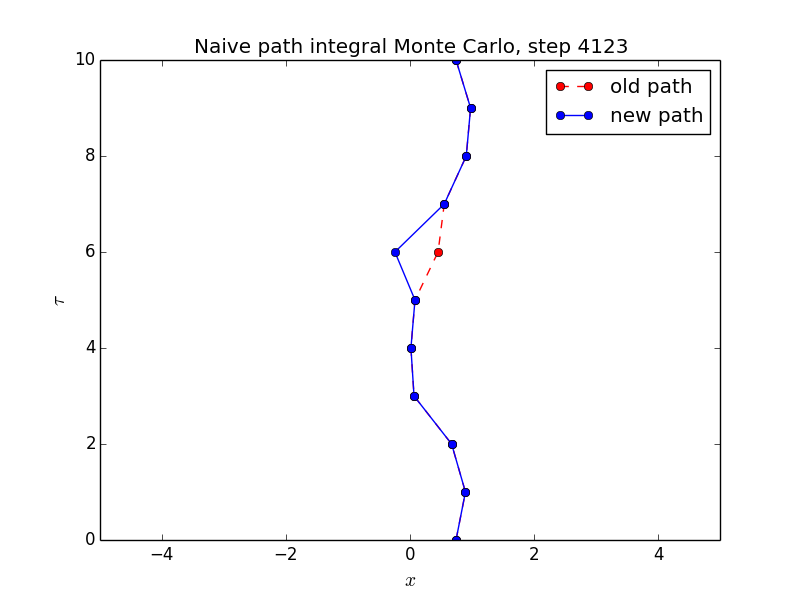 Naive path integral Monte Carlo, step 4123
old path
new path
10
8
6
4
2
0
τ
−4
−2
0
2
4
x